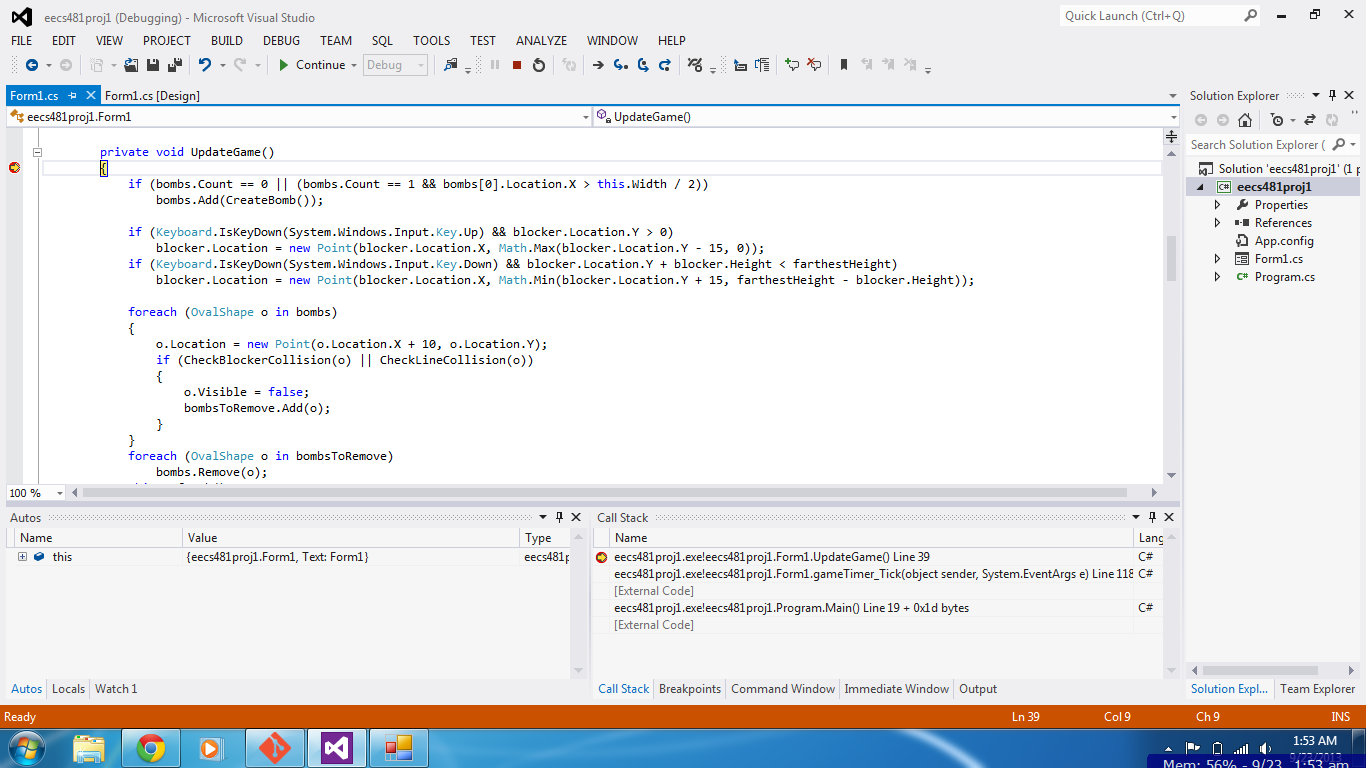 eecs481proj1 (Debugging) - Microsoft Visual Studio
Quick Launch (Ctrl+Q)
FILE EDIT VIEW PROJECT BUILD DEBUG TEAM SQL TOOLS TEST ANALYZE WINDOW HELP
Continue Debug
Form1.cs Form1.cs [Design]
eecs481proj1.Form1 UpdateGame()
private void UpdateGame()
{
if (bombs.Count == 0 || (bombs.Count == 1 && bombs[0].Location.X > this.Width / 2))
bombs.Add(CreateBomb());
if (Keyboard.IsKeyDown(System.Windows.Input.Key.Up) && blocker.Location.Y > 0)
blocker.Location = new Point(blocker.Location.X, Math.Max(blocker.Location.Y - 15, 0));
if (Keyboard.IsKeyDown(System.Windows.Input.Key.Down) && blocker.Location.Y + blocker.Height < farthestHeight)
blocker.Location = new Point(blocker.Location.X, Math.Min(blocker.Location.Y + 15, farthestHeight - blocker.Height));
foreach (OvalShape o in bombs)
{
o.Location = new Point(o.Location.X + 10, o.Location.Y);
if (CheckBlockerCollision(o) || CheckLineCollision(o))
{
o.Visible = false;
bombsToRemove.Add(o);
}
}
foreach (OvalShape o in bombsToRemove)
bombs.Remove(o);
100 %
Solution Explorer
Search Solution Explorer (
Solution 'eecs481proj1' (1 p
C# eecs481proj1
Properties
References
App.config
Form1.cs
C# Program.cs
Autos
Name Value Type
this {eecs481proj1.Form1, Text: Form1} eecs481p
Autos Locals Watch 1
Call Stack
Name Lang
eecs481proj1.exe!eecs481proj1.Form1.UpdateGame() Line 39 C#
eecs481proj1.exe!eecs481proj1.Form1.gameTimer_Tick(object sender, System.EventArgs e) Line 118 C#
[External Code]
eecs481proj1.exe!eecs481proj1.Program.Main() Line 19 + 0x1d bytes C#
[External Code]
Call Stack Breakpoints Command Window Immediate Window Output
Solution Expl... Team Explorer
Ready Ln 39 Col 9 Ch 9 INS
1:53 AM
9/23/2013
Mem: 56% - 9/23 1:53 am